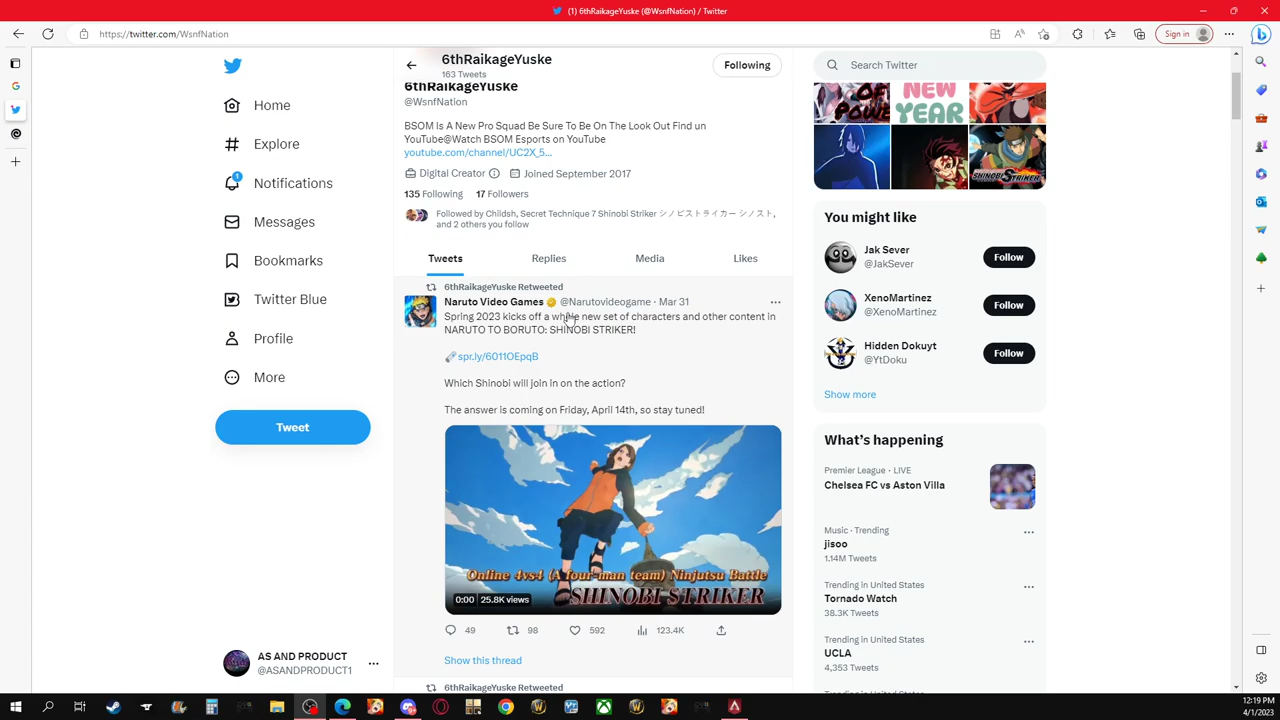 (1) 6thRaikageYuske (@WsnfNation) / Twitter
https://twitter.com/WsnfNation
Sign in
6thRaikageYuske
163 Tweets
Following
Search Twitter
6thRaikageYuske
@WsnfNation
BSOM Is A New Pro Squad Be Sure To Be On The Look Out Find un
YouTube@Watch BSOM Esports on YouTube
youtube.com/channel/UC2X_5...
Digital Creator Joined September 2017
135 Following 17 Followers
Followed by Childsh, Secret Technique 7 Shinobi Striker シノビストライカー シノスト,
and 2 others you follow
Home
Explore
1
Notifications
Messages
Bookmarks
Twitter Blue
Profile
More
Tweet
AS AND PRODUCT
@ASANDPRODUCT1
Tweets Replies Media Likes
6thRaikageYuske Retweeted
Naruto Video Games @Narutovideogame · Mar 31
Spring 2023 kicks off a whole new set of characters and other content in
NARUTO TO BORUTO: SHINOBI STRIKER!
spr.ly/6011OEpqB
Which Shinobi will join in on the action?
The answer is coming on Friday, April 14th, so stay tuned!
Online 4vs4 (A four-man team) Ninjutsu Battle
SHINOBI STRIKER
0:00 25.8K views
49 98 592 123.4K
Show this thread
6thRaikageYuske Retweeted
OF POWER
NEW YEAR
SHINOBI STRIKER
You might like
Jak Sever
@JakSever
Follow
XenoMartinez
@XenoMartinez
Follow
Hidden Dokuyt
@YtDoku
Follow
Show more
What's happening
Premier League · LIVE
Chelsea FC vs Aston Villa
Music · Trending
jisoo
1.14M Tweets
Trending in United States
Tornado Watch
38.3K Tweets
Trending in United States
UCLA
4,353 Tweets
12:19 PM
4/1/2023